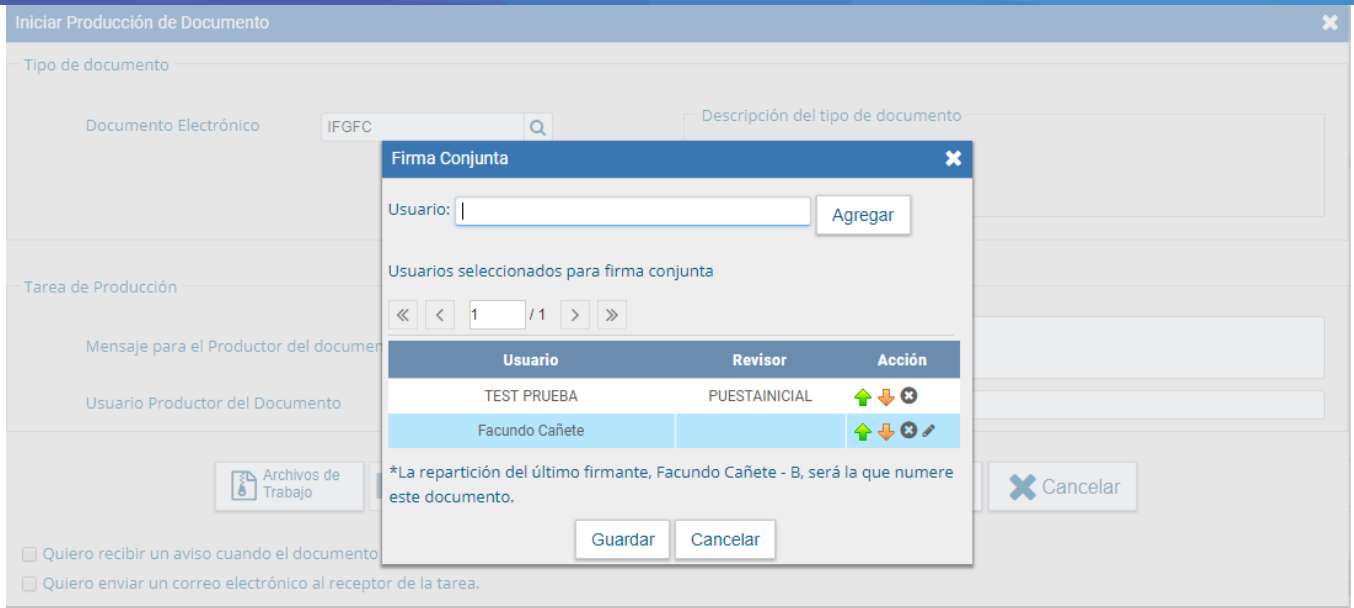 Iniciar Producción de Documento
Tipo de documento
Documento Electrónico
IFGFC
Descripción del tipo de documento
Firma Conjunta
Usuario:
Agregar
Usuarios seleccionados para firma conjunta
1 / 1
Usuario Revisor Acción
TEST PRUEBA PUESTAINICIAL
Facundo Cañete
*La repartición del último firmante, Facundo Cañete - B, será la que numere
este documento.
Guardar Cancelar
Tarea de Producción
Mensaje para el Productor del documen
Usuario Productor del Documento
Archivos de
Trabajo
Cancelar
Quiero recibir un aviso cuando el documento
Quiero enviar un correo electrónico al receptor de la tarea.